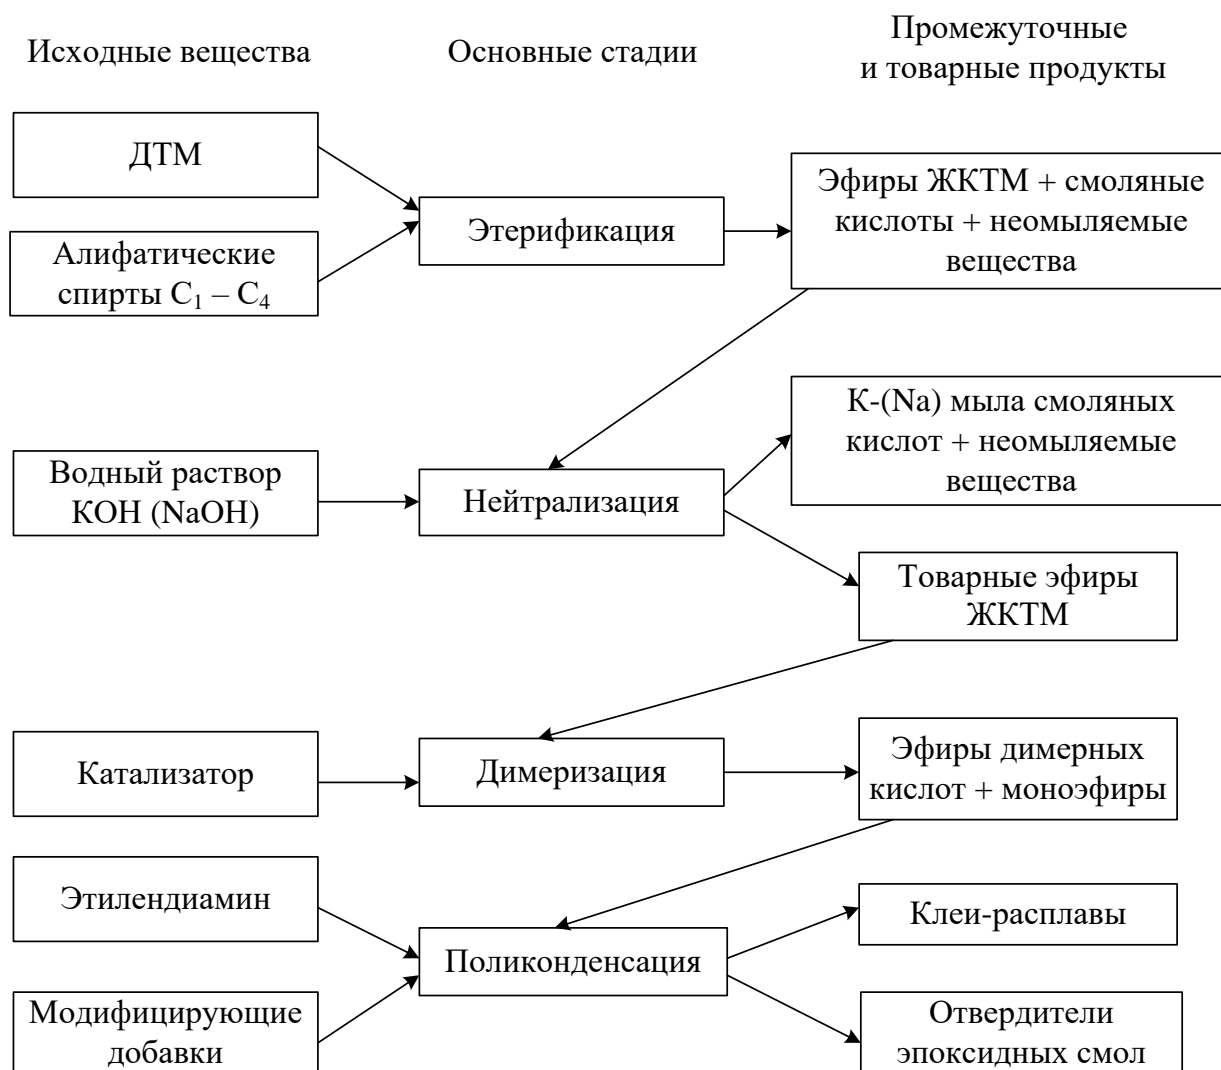 Исходные вещества
Основные стадии
Промежуточные
и товарные продукты
ДТМ
Алифатические
спирты C₁ – C₄
Этерификация
Эфиры ЖКТМ + смоляные
кислоты + неомыляемые
вещества
Водный раствор
КОН (NaOH)
Нейтрализация
К-(Na) мыла смоляных
кислот + неомыляемые
вещества
Товарные эфиры
ЖКТМ
Катализатор
Димеризация
Эфиры димерных
кислот + моноэфиры
Этилендиамин
Модифицирующие
добавки
Поликонденсация
Клеи-расплавы
Отвердители
эпоксидных смол